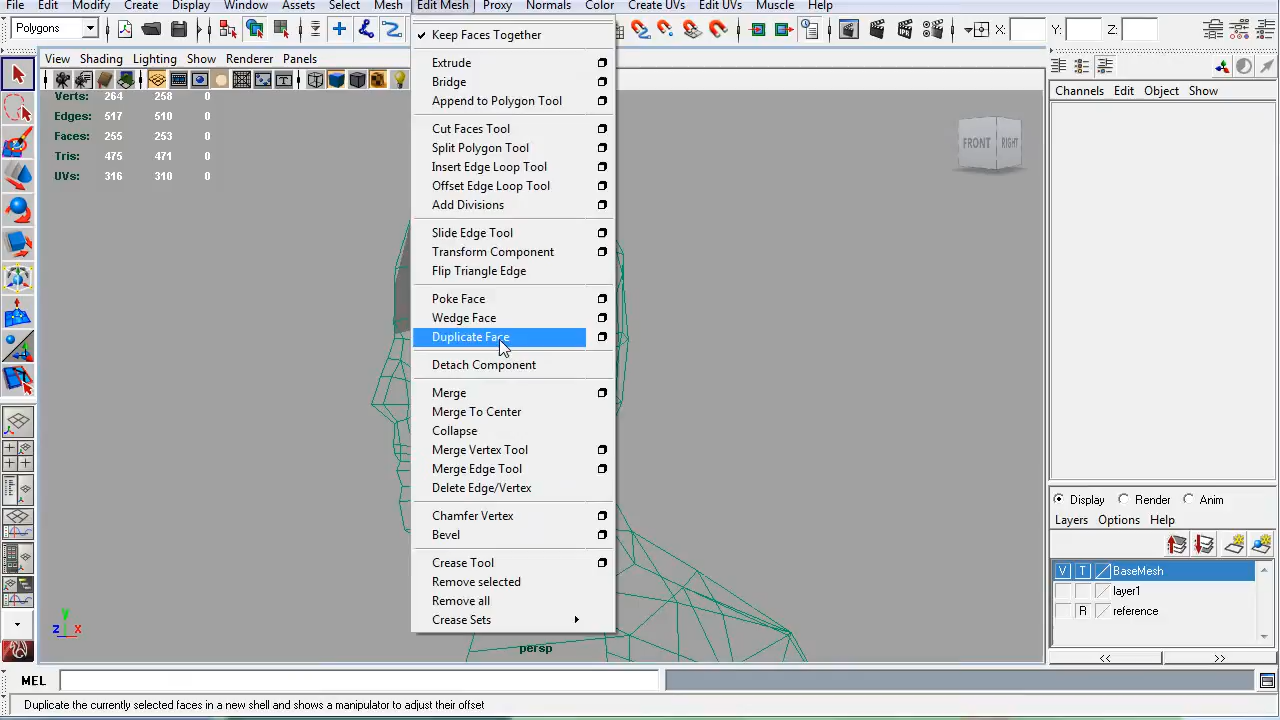 File Edit Modify Create Display Window Assets Select Mesh Edit Mesh Proxy Normals Color Create UVs Edit UVs Muscle Help
Polygons
X: Y: Z:
View Shading Lighting Show Renderer Panels
Verts: 264 258 0
Edges: 517 510 0
Faces: 255 253 0
Tris: 475 471 0
UVs: 316 310 0
Keep Faces Together
Extrude
Bridge
Append to Polygon Tool
Cut Faces Tool
Split Polygon Tool
Insert Edge Loop Tool
Offset Edge Loop Tool
Add Divisions
Slide Edge Tool
Transform Component
Flip Triangle Edge
Poke Face
Wedge Face
Duplicate Face
Detach Component
Merge
Merge To Center
Collapse
Merge Vertex Tool
Merge Edge Tool
Delete Edge/Vertex
Chamfer Vertex
Bevel
Crease Tool
Remove selected
Remove all
Crease Sets
FRONT RIGHT
Channels Edit Object Show
Display Render Anim
Layers Options Help
V T BaseMesh
layer1
R reference
<< >>
Y
Z X
persp
MEL
Duplicate the currently selected faces in a new shell and shows a manipulator to adjust their offset